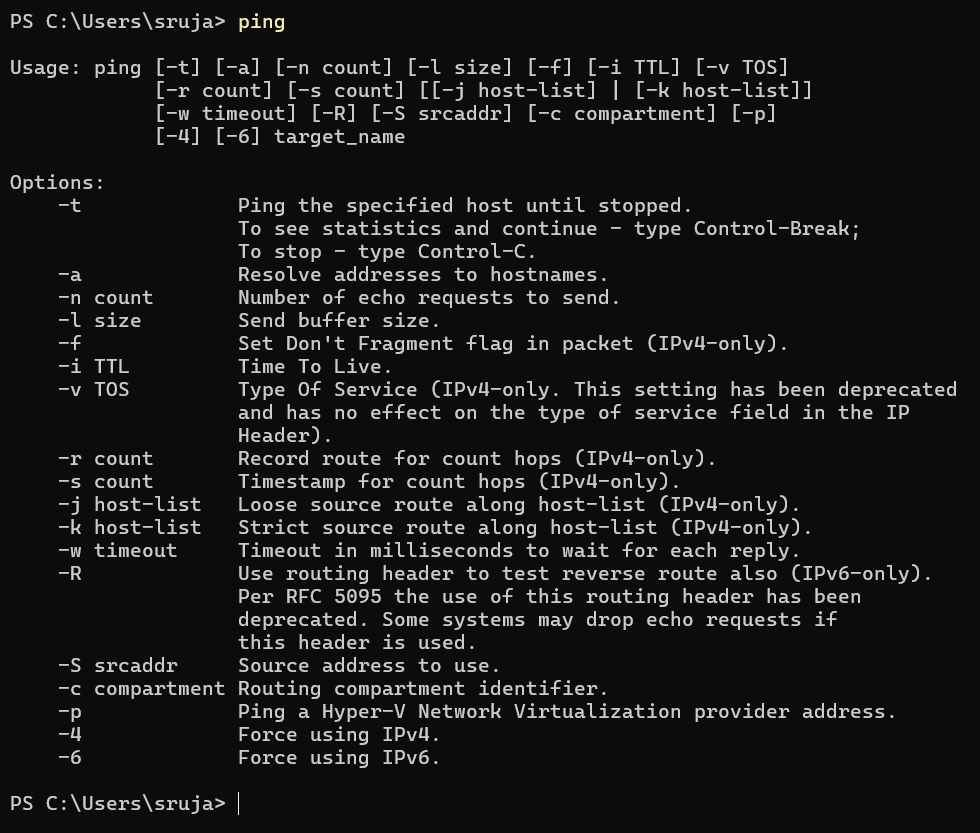 PS C:\Users\sruja> ping
Usage: ping [-t] [-a] [-n count] [-l size] [-f] [-i TTL] [-v TOS]
            [-r count] [-s count] [[-j host-list] | [-k host-list]]
            [-w timeout] [-R] [-S srcaddr] [-c compartment] [-p]
            [-4] [-6] target_name
Options:
    -t             Ping the specified host until stopped.
                   To see statistics and continue - type Control-Break;
                   To stop - type Control-C.
    -a             Resolve addresses to hostnames.
    -n count       Number of echo requests to send.
    -l size        Send buffer size.
    -f             Set Don't Fragment flag in packet (IPv4-only).
    -i TTL         Time To Live.
    -v TOS         Type Of Service (IPv4-only. This setting has been deprecated
                   and has no effect on the type of service field in the IP
                   Header).
    -r count       Record route for count hops (IPv4-only).
    -s count       Timestamp for count hops (IPv4-only).
    -j host-list   Loose source route along host-list (IPv4-only).
    -k host-list   Strict source route along host-list (IPv4-only).
    -w timeout     Timeout in milliseconds to wait for each reply.
    -R             Use routing header to test reverse route also (IPv6-only).
                   Per RFC 5095 the use of this routing header has been
                   deprecated. Some systems may drop echo requests if
                   this header is used.
    -S srcaddr     Source address to use.
    -c compartment Routing compartment identifier.
    -p             Ping a Hyper-V Network Virtualization provider address.
    -4             Force using IPv4.
    -6             Force using IPv6.
PS C:\Users\sruja>